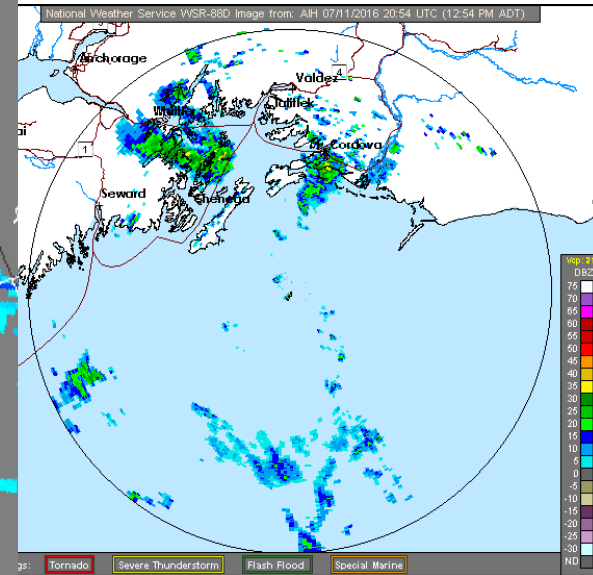 National Weather Service WSR-88D Image from: AIH 07/11/2016 20:54 UTC (12:54 PM ADT)
Anchorage
Valdez
4
Tatitlek
Cordova
ai
1
Seward
Chenega
DBZ
75
70
65
60
55
50
45
40
35
30
25
20
15
10
5
0
-5
-10
-15
-20
-25
-30
ND
gs:
Tornado
Severe Thunderstorm
Flash Flood
Special Marine